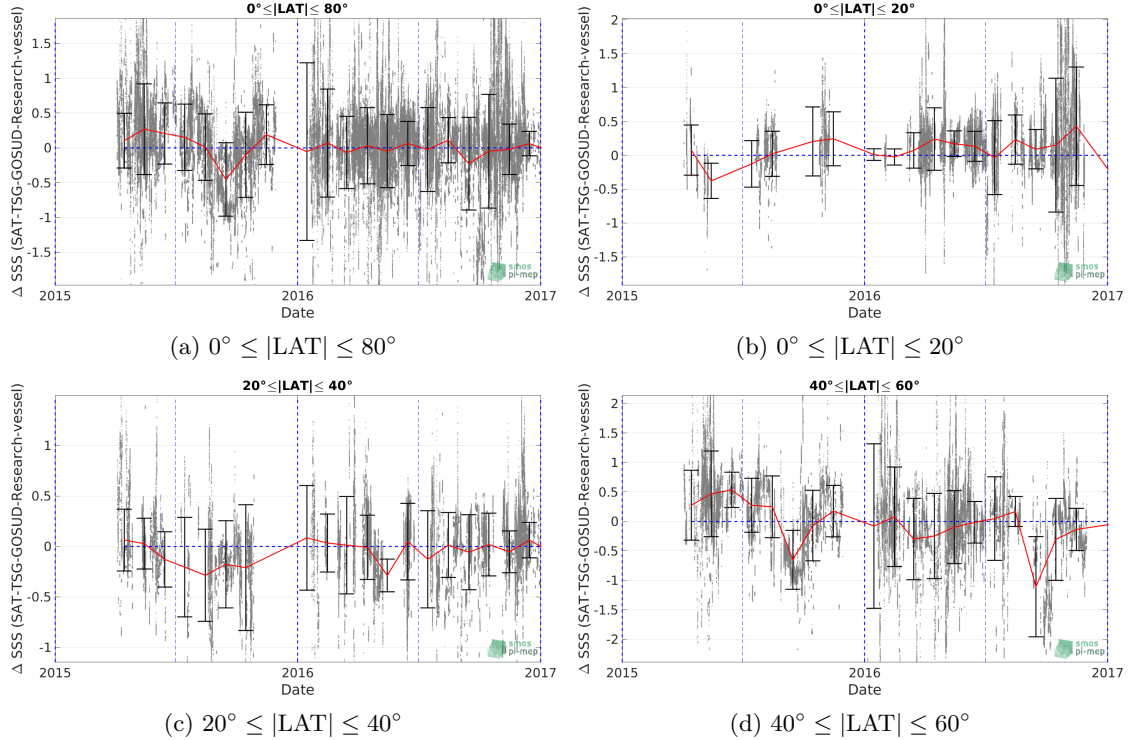 0°≤|LAT|≤ 80°
Δ SSS (SAT-TSG-GOSUD-Research-vessel)
1.5
1
0.5
0
-0.5
-1
-1.5
smos
pi-mep
2015
2016
2017
Date
(a) 0° ≤ |LAT| ≤ 80°
0°≤|LAT|≤ 20°
Δ SSS (SAT-TSG-GOSUD-Research-vessel)
2
1.5
1
0.5
0
-0.5
-1
-1.5
smos
pi-mep
2015
2016
2017
Date
(b) 0° ≤ |LAT| ≤ 20°
20°≤|LAT|≤ 40°
Δ SSS (SAT-TSG-GOSUD-Research-vessel)
1
0.5
0
-0.5
-1
smos
pi-mep
2015
2016
2017
Date
(c) 20° ≤ |LAT| ≤ 40°
40°≤|LAT|≤ 60°
Δ SSS (SAT-TSG-GOSUD-Research-vessel)
2
1.5
1
0.5
0
-0.5
-1
-1.5
-2
smos
pi-mep
2015
2016
2017
Date
(d) 40° ≤ |LAT| ≤ 60°